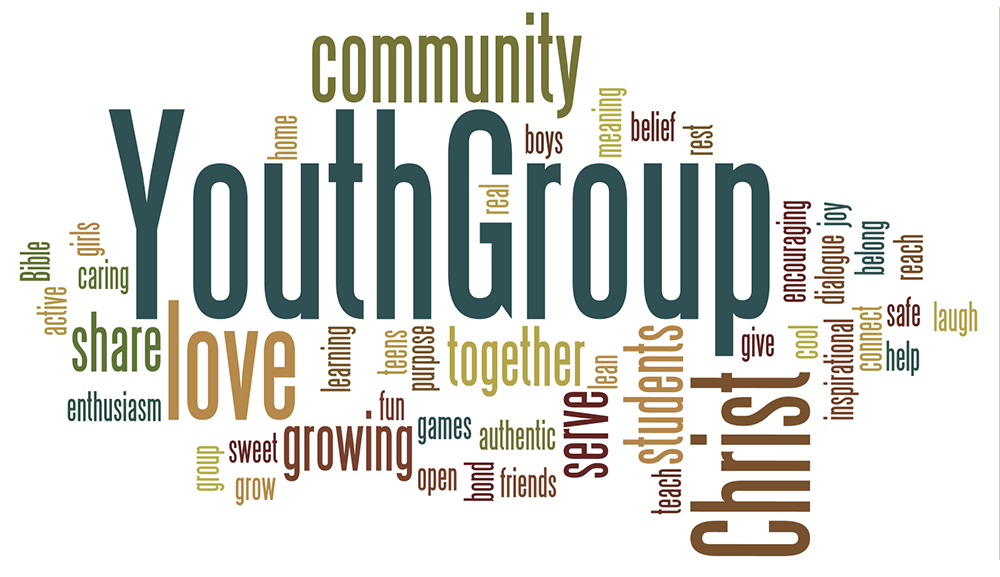 community
YouthGroup
home
boys
meaning
belief
rest
real
Bible
girls
caring
active
share
love
enthusiasm
learning
teens
purpose
together
lean
students
give
cool
encouraging
dialogue
joy
belong
reach
inspirational
connect
safe
help
laugh
fun
growing
games
authentic
serve
Christ
group
sweet
grow
open
bond
friends
teach